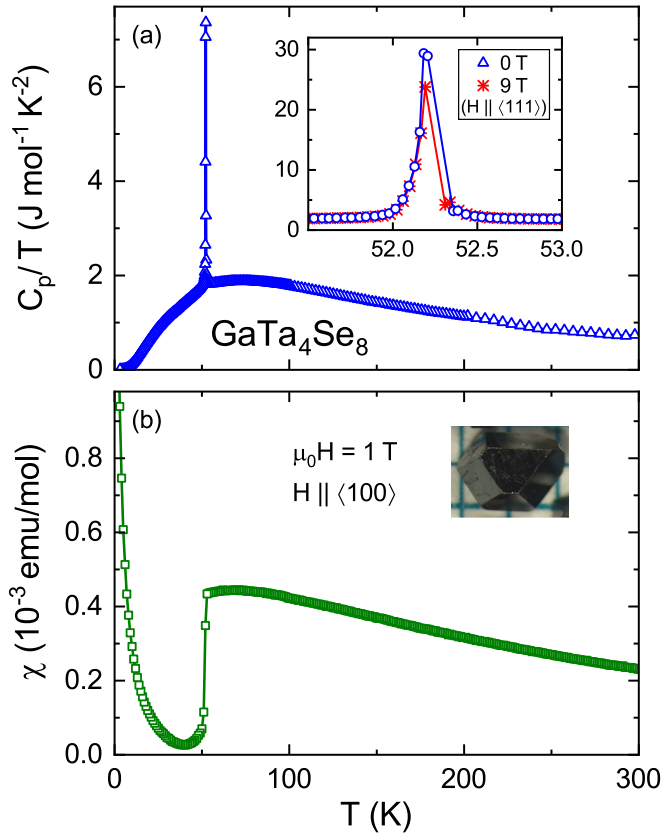 (a)
C_p/T (J mol⁻¹ K⁻²)
7
6
5
4
3
2
1
0
30
20
10
0
52.0
52.5
53.0
0 T
9 T
(H || ⟨111⟩)
GaTa₄Se₈
(b)
χ (10⁻³ emu/mol)
0.8
0.6
0.4
0.2
0.0
μ₀H = 1 T
H || ⟨100⟩
0
100
200
300
T (K)